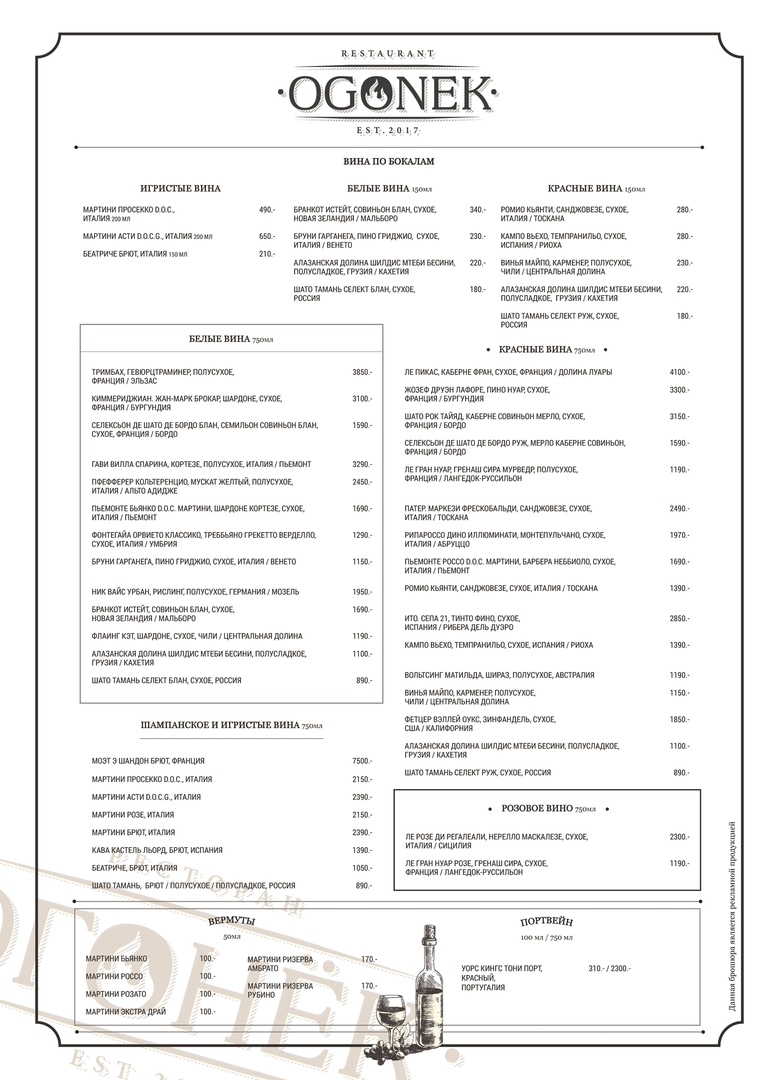 RESTAURANT
OGONEK
EST.2017
ВИНА ПО БОКАЛАМ
ИГРИСТЫЕ ВИНА
МАРТИНИ ПРОСЕККО D.O.C., 490.-
ИТАЛИЯ 200 МЛ
МАРТИНИ АСТИ D.O.C.G., ИТАЛИЯ 200 МЛ 650.-
БЕАТРИЧЕ БРЮТ, ИТАЛИЯ 150 МЛ 210.-
БЕЛЫЕ ВИНА 150мл
БРАНКОТ ИСТЕЙТ, СОВИНЬОН БЛАН, СУХОЕ, 340.-
НОВАЯ ЗЕЛАНДИЯ / МАЛЬБОРО
БРУНИ ГАРГАНЕГА, ПИНО ГРИДЖИО, СУХОЕ, 230.-
ИТАЛИЯ / ВЕНЕТО
АЛАЗАНСКАЯ ДОЛИНА ШИЛДИС МТЕБИ БЕСИНИ, 220.-
ПОЛУСЛАДКОЕ, ГРУЗИЯ / КАХЕТИЯ
ШАТО ТАМАНЬ СЕЛЕКТ БЛАН, СУХОЕ, 180.-
РОССИЯ
КРАСНЫЕ ВИНА 150мл
РОМИО КЬЯНТИ, САНДЖОВЕЗЕ, СУХОЕ, 280.-
ИТАЛИЯ / ТОСКАНА
КАМПО ВЬЕХО, ТЕМПРАНИЛЬО, СУХОЕ, 280.-
ИСПАНИЯ / РИОХА
ВИНЬЯ МАЙПО, КАРМЕНЕР, ПОЛУСУХОЕ, 230.-
ЧИЛИ / ЦЕНТРАЛЬНАЯ ДОЛИНА
АЛАЗАНСКАЯ ДОЛИНА ШИЛДИС МТЕБИ БЕСИНИ, 220.-
ПОЛУСЛАДКОЕ, ГРУЗИЯ / КАХЕТИЯ
ШАТО ТАМАНЬ СЕЛЕКТ РУЖ, СУХОЕ, 180.-
РОССИЯ
БЕЛЫЕ ВИНА 750мл
ТРИМБАХ, ГЕВЮРЦТРАМИНЕР, ПОЛУСУХОЕ, 3850.-
ФРАНЦИЯ / ЭЛЬЗАС
КИММЕРИДЖИАН. ЖАН-МАРК БРОКАР, ШАРДОНЕ, СУХОЕ, 3100.-
ФРАНЦИЯ / БУРГУНДИЯ
СЕЛЕКСЬОН ДЕ ШАТО ДЕ БОРДО БЛАН, СЕМИЛЬОН СОВИНЬОН БЛАН, 1590.-
СУХОЕ, ФРАНЦИЯ / БОРДО
ГАВИ ВИЛЛА СПАРИНА, КОРТЕЗЕ, ПОЛУСУХОЕ, ИТАЛИЯ / ПЬЕМОНТ 3290.-
ПФЕФФЕРЕР КОЛЬТЕРЕНЦИО, МУСКАТ ЖЕЛТЫЙ, ПОЛУСУХОЕ, 2450.-
ИТАЛИЯ / АЛЬТО АДИДЖЕ
ПЬЕМОНТЕ БЬЯНКО D.O.C. МАРТИНИ, ШАРДОНЕ КОРТЕЗЕ, СУХОЕ, 1690.-
ИТАЛИЯ / ПЬЕМОНТ
ФОНТЕГАЙА ОРВИЕТО КЛАССИКО, ТРЕББЬЯНО ГРЕКЕТТО ВЕРДЕЛЛО, 1290.-
СУХОЕ, ИТАЛИЯ / УМБРИЯ
БРУНИ ГАРГАНЕГА, ПИНО ГРИДЖИО, СУХОЕ, ИТАЛИЯ / ВЕНЕТО 1150.-
НИК ВАЙС УРБАН, РИСЛИНГ, ПОЛУСУХОЕ, ГЕРМАНИЯ / МОЗЕЛЬ 1950.-
БРАНКОТ ИСТЕЙТ, СОВИНЬОН БЛАН, СУХОЕ, 1690.-
НОВАЯ ЗЕЛАНДИЯ / МАЛЬБОРО
ФЛАИНГ КЭТ, ШАРДОНЕ, СУХОЕ, ЧИЛИ / ЦЕНТРАЛЬНАЯ ДОЛИНА 1190.-
АЛАЗАНСКАЯ ДОЛИНА ШИЛДИС МТЕБИ БЕСИНИ, ПОЛУСЛАДКОЕ, 1100.-
ГРУЗИЯ / КАХЕТИЯ
ШАТО ТАМАНЬ СЕЛЕКТ БЛАН, СУХОЕ, РОССИЯ 890.-
ШАМПАНСКОЕ И ИГРИСТЫЕ ВИНА 750мл
МОЭТ Э ШАНДОН БРЮТ, ФРАНЦИЯ 7500.-
МАРТИНИ ПРОСЕККО D.O.C., ИТАЛИЯ 2150.-
МАРТИНИ АСТИ D.O.C.G., ИТАЛИЯ 2390.-
МАРТИНИ РОЗЕ, ИТАЛИЯ 2150.-
МАРТИНИ БРЮТ, ИТАЛИЯ 2390.-
КАВА КАСТЕЛЬ ЛЬОРД, БРЮТ, ИСПАНИЯ 1390.-
БЕАТРИЧЕ, БРЮТ, ИТАЛИЯ 1050.-
ШАТО ТАМАНЬ, БРЮТ / ПОЛУСУХОЕ / ПОЛУСЛАДКОЕ, РОССИЯ 890.-
КРАСНЫЕ ВИНА 750мл
ЛЕ ПИКАС, КАБЕРНЕ ФРАН, СУХОЕ, ФРАНЦИЯ / ДОЛИНА ЛУАРЫ 4100.-
ЖОЗЕФ ДРУЭН ЛАФОРЕ, ПИНО НУАР, СУХОЕ, 3300.-
ФРАНЦИЯ / БУРГУНДИЯ
ШАТО РОК ТАЙЯД, КАБЕРНЕ СОВИНЬОН МЕРЛО, СУХОЕ, 3150.-
ФРАНЦИЯ / БОРДО
СЕЛЕКСЬОН ДЕ ШАТО ДЕ БОРДО РУЖ, МЕРЛО КАБЕРНЕ СОВИНЬОН, 1590.-
ФРАНЦИЯ / БОРДО
ЛЕ ГРАН НУАР, ГРЕНАШ СИРА МУРВЕДР, ПОЛУСУХОЕ, 1190.-
ФРАНЦИЯ / ЛАНГЕДОК-РУССИЛЬОН
ПАТЕР. МАРКЕЗИ ФРЕСКОБАЛЬДИ, САНДЖОВЕЗЕ, СУХОЕ, 2490.-
ИТАЛИЯ / ТОСКАНА
РИПАРОССО ДИНО ИЛЛЮМИНАТИ, МОНТЕПУЛЬЧАНО, СУХОЕ, 1970.-
ИТАЛИЯ / АБРУЦЦО
ПЬЕМОНТЕ РОССО D.O.C. МАРТИНИ, БАРБЕРА НЕББИОЛО, СУХОЕ, 1690.-
ИТАЛИЯ / ПЬЕМОНТ
РОМИО КЬЯНТИ, САНДЖОВЕЗЕ, СУХОЕ, ИТАЛИЯ / ТОСКАНА 1390.-
ИТО. СЕПА 21, ТИНТО ФИНО, СУХОЕ, 2850.-
ИСПАНИЯ / РИБЕРА ДЕЛЬ ДУЭРО
КАМПО ВЬЕХО, ТЕМПРАНИЛЬО, СУХОЕ, ИСПАНИЯ / РИОХА 1390.-
ВОЛЬТСИНГ МАТИЛЬДА, ШИРАЗ, ПОЛУСУХОЕ, АВСТРАЛИЯ 1190.-
ВИНЬЯ МАЙПО, КАРМЕНЕР, ПОЛУСУХОЕ, 1150.-
ЧИЛИ / ЦЕНТРАЛЬНАЯ ДОЛИНА
ФЕТЦЕР ВЭЛЛЕЙ ОУКС, ЗИНФАНДЕЛЬ, СУХОЕ, 1850.-
США / КАЛИФОРНИЯ
АЛАЗАНСКАЯ ДОЛИНА ШИЛДИС МТЕБИ БЕСИНИ, ПОЛУСЛАДКОЕ, 1100.-
ГРУЗИЯ / КАХЕТИЯ
ШАТО ТАМАНЬ СЕЛЕКТ РУЖ, СУХОЕ, РОССИЯ 890.-
РОЗОВОЕ ВИНО 750мл
ЛЕ РОЗЕ ДИ РЕГАЛЕАЛИ, НЕРЕЛЛО МАСКАЛЕЗЕ, СУХОЕ, 2300.-
ИТАЛИЯ / СИЦИЛИЯ
ЛЕ ГРАН НУАР РОЗЕ, ГРЕНАШ СИРА, СУХОЕ, 1190.-
ФРАНЦИЯ / ЛАНГЕДОК-РУССИЛЬОН
ВЕРМУТЫ
50мл
МАРТИНИ БЬЯНКО 100.-
МАРТИНИ РОССО 100.-
МАРТИНИ РОЗАТО 100.-
МАРТИНИ ЭКСТРА ДРАЙ 100.-
МАРТИНИ РИЗЕРВА 170.-
АМБРАТО
МАРТИНИ РИЗЕРВА 170.-
РУБИНО
ПОРТВЕЙН
100 мл / 750 мл
УОРС КИНГС ТОНИ ПОРТ, 310.- / 2300.-
КРАСНЫЙ,
ПОРТУГАЛИЯ
Данная брошюра является рекламной продукцией
РЕСТОРАН
ОГОНЁК
EST. 2